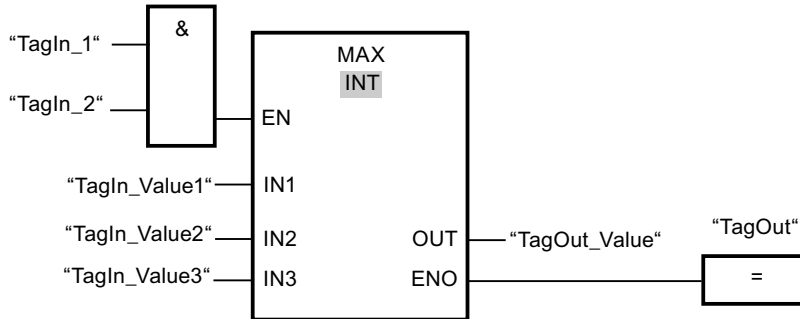 &
“TagIn_1“
MAX
INT
“TagIn_2“
EN
“TagIn_Value1“
IN1
“TagIn_Value2“
IN2
OUT
“TagOut_Value“
“TagOut“
“TagIn_Value3“
IN3
ENO
=